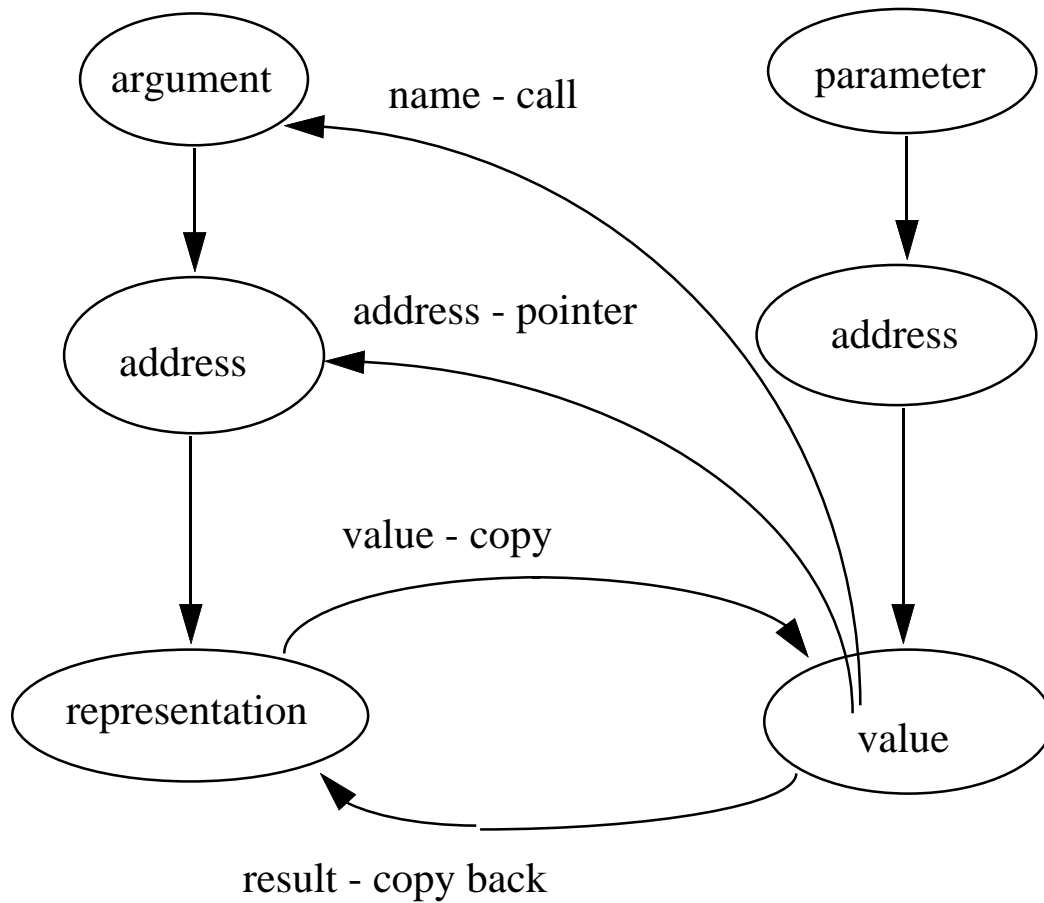 argument
parameter
name - call
address - pointer
address
address
value - copy
representation
value
result - copy back